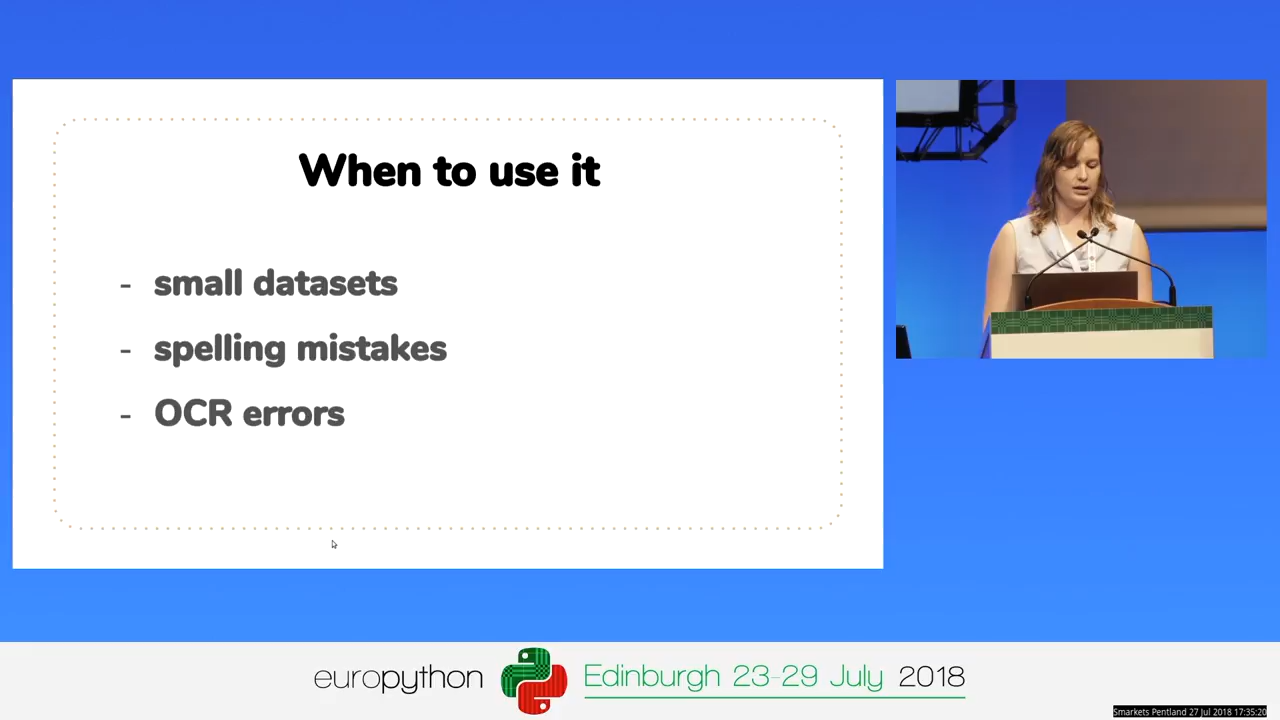 When to use it
- small datasets
- spelling mistakes
- OCR errors
europython Edinburgh 23-29 July 2018
Smarkets Pentland 27 Jul 2018 17:35:20